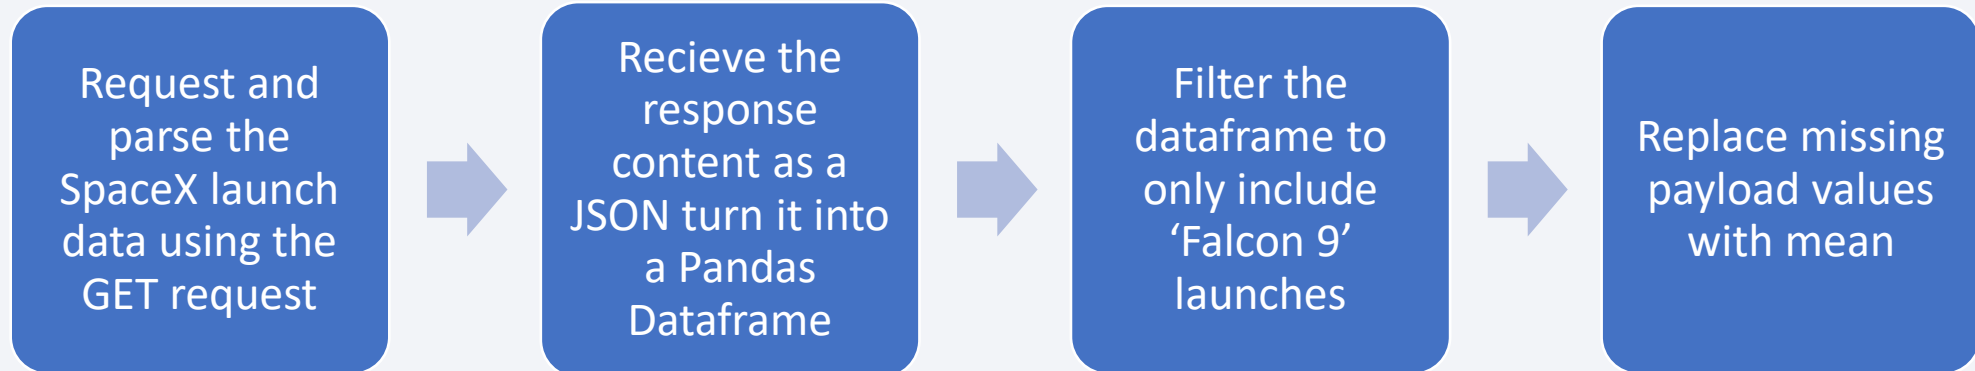 Request and
parse the
SpaceX launch
data using the
GET request
Recieve the
response
content as a
JSON turn it into
a Pandas
Dataframe
Filter the
dataframe to
only include
‘Falcon 9’
launches
Replace missing
payload values
with mean